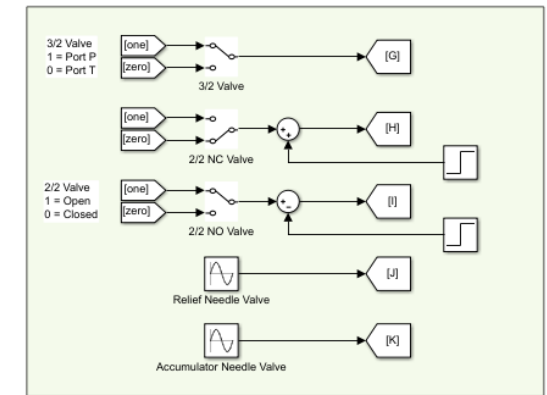 3/2 Valve
1 = Port P
0 = Port T
[one]
[zero]
3/2 Valve
[G]
[one]
[zero]
2/2 NC Valve
+
+
[H]
2/2 Valve
1 = Open
0 = Closed
[one]
[zero]
2/2 NO Valve
+
−
[I]
Relief Needle Valve
[J]
Accumulator Needle Valve
[K]